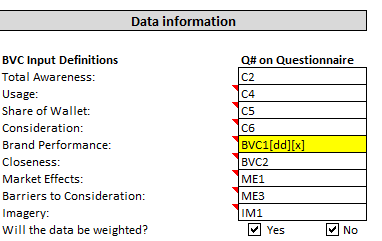 Data information
BVC Input Definitions Q# on Questionnaire
Total Awareness: C2
Usage: C4
Share of Wallet: C5
Consideration: C6
Brand Performance: BVC1[dd][x]
Closeness: BVC2
Market Effects: ME1
Barriers to Consideration: ME3
Imagery: IM1
Will the data be weighted? Yes No